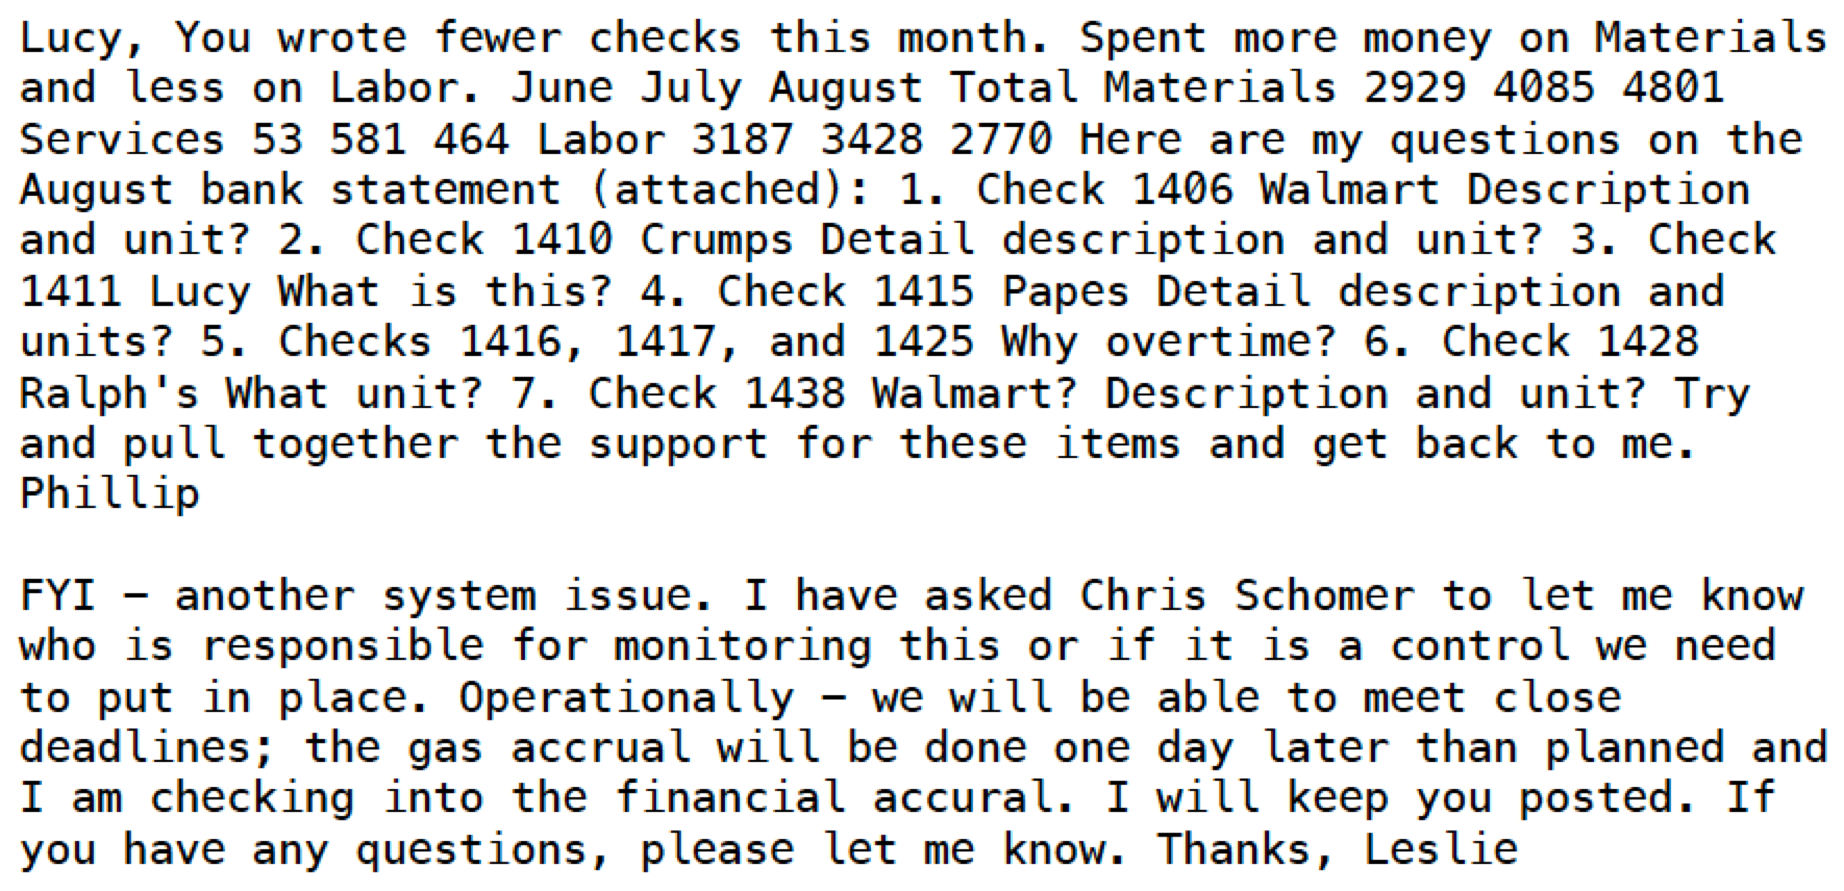 Lucy, You wrote fewer checks this month. Spent more money on Materials
and less on Labor. June July August Total Materials 2929 4085 4801
Services 53 581 464 Labor 3187 3428 2770 Here are my questions on the
August bank statement (attached): 1. Check 1406 Walmart Description
and unit? 2. Check 1410 Crumps Detail description and unit? 3. Check
1411 Lucy What is this? 4. Check 1415 Papes Detail description and
units? 5. Checks 1416, 1417, and 1425 Why overtime? 6. Check 1428
Ralph's What unit? 7. Check 1438 Walmart? Description and unit? Try
and pull together the support for these items and get back to me.
Phillip

FYI – another system issue. I have asked Chris Schomer to let me know
who is responsible for monitoring this or if it is a control we need
to put in place. Operationally – we will be able to meet close
deadlines; the gas accrual will be done one day later than planned and
I am checking into the financial accural. I will keep you posted. If
you have any questions, please let me know. Thanks, Leslie